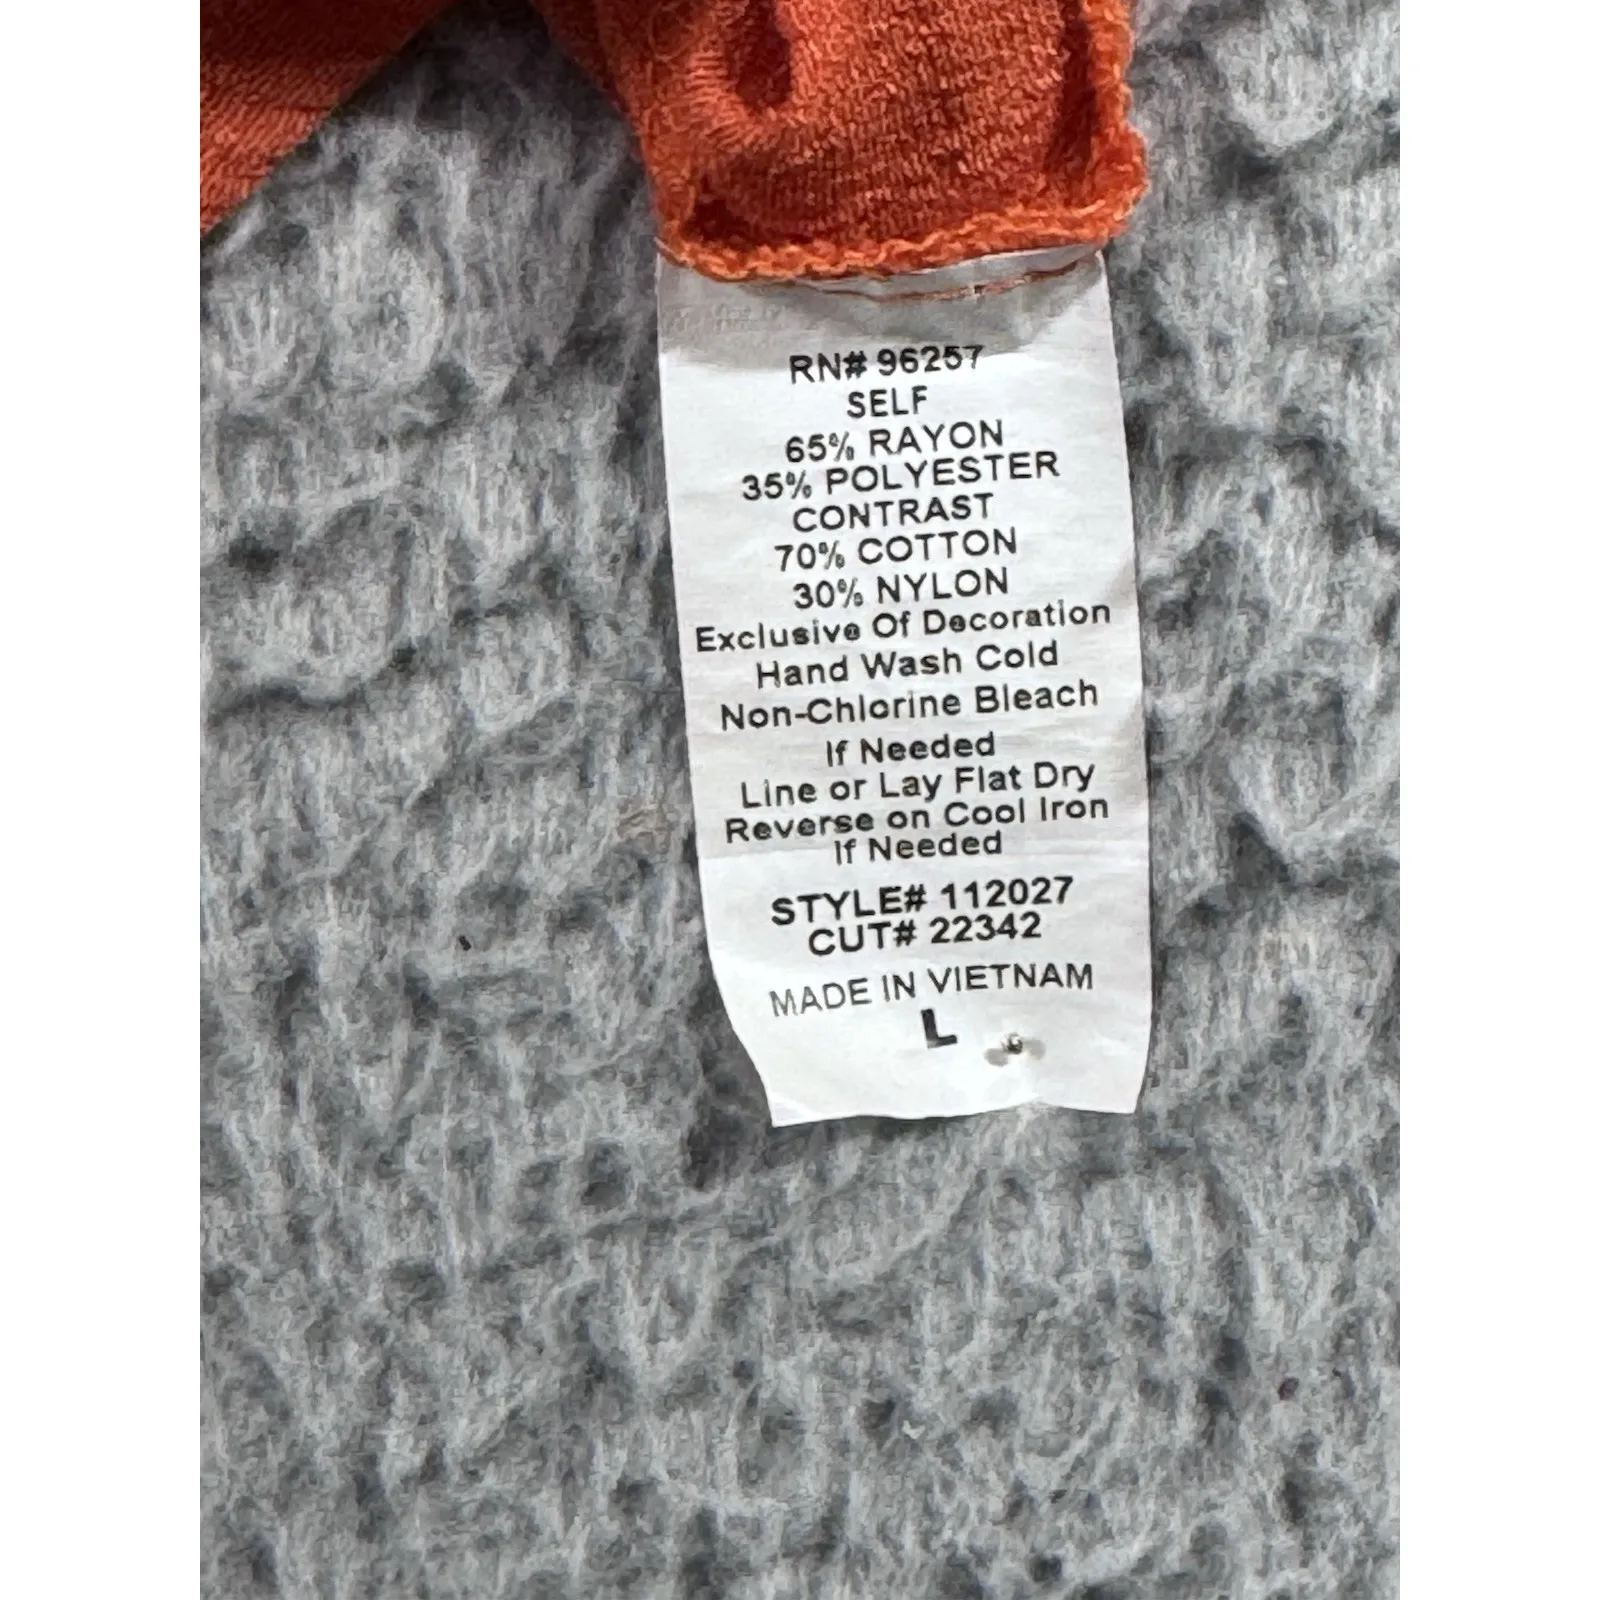 RN# 96257
SELF
65% RAYON
35% POLYESTER
CONTRAST
70% COTTON
30% NYLON
Exclusive Of Decoration
Hand Wash Cold
Non-Chlorine Bleach
If Needed
Line or Lay Flat Dry
Reverse on Cool Iron
If Needed
STYLE# 112027
CUT# 22342
MADE IN VIETNAM
L